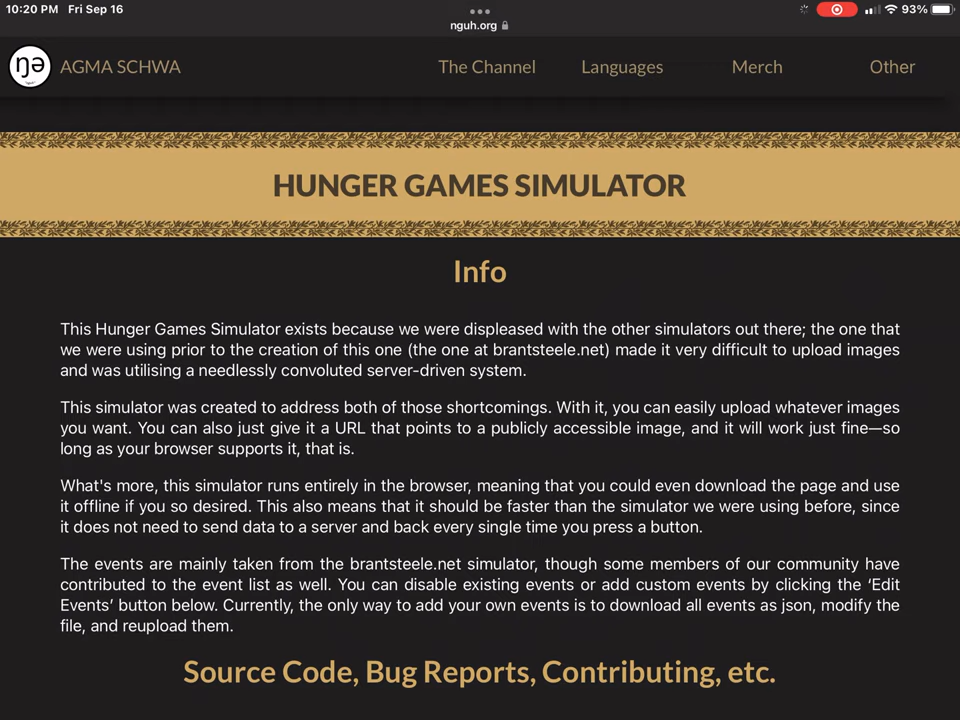 10:20 PM Fri Sep 16
93%
nguh.org
ŋə
AGMA SCHWA
The Channel
Languages
Merch
Other
HUNGER GAMES SIMULATOR
Info
This Hunger Games Simulator exists because we were displeased with the other simulators out there; the one that
we were using prior to the creation of this one (the one at brantsteele.net) made it very difficult to upload images
and was utilising a needlessly convoluted server-driven system.
This simulator was created to address both of those shortcomings. With it, you can easily upload whatever images
you want. You can also just give it a URL that points to a publicly accessible image, and it will work just fine—so
long as your browser supports it, that is.
What's more, this simulator runs entirely in the browser, meaning that you could even download the page and use
it offline if you so desired. This also means that it should be faster than the simulator we were using before, since
it does not need to send data to a server and back every single time you press a button.
The events are mainly taken from the brantsteele.net simulator, though some members of our community have
contributed to the event list as well. You can disable existing events or add custom events by clicking the ‘Edit
Events’ button below. Currently, the only way to add your own events is to download all events as json, modify the
file, and reupload them.
Source Code, Bug Reports, Contributing, etc.